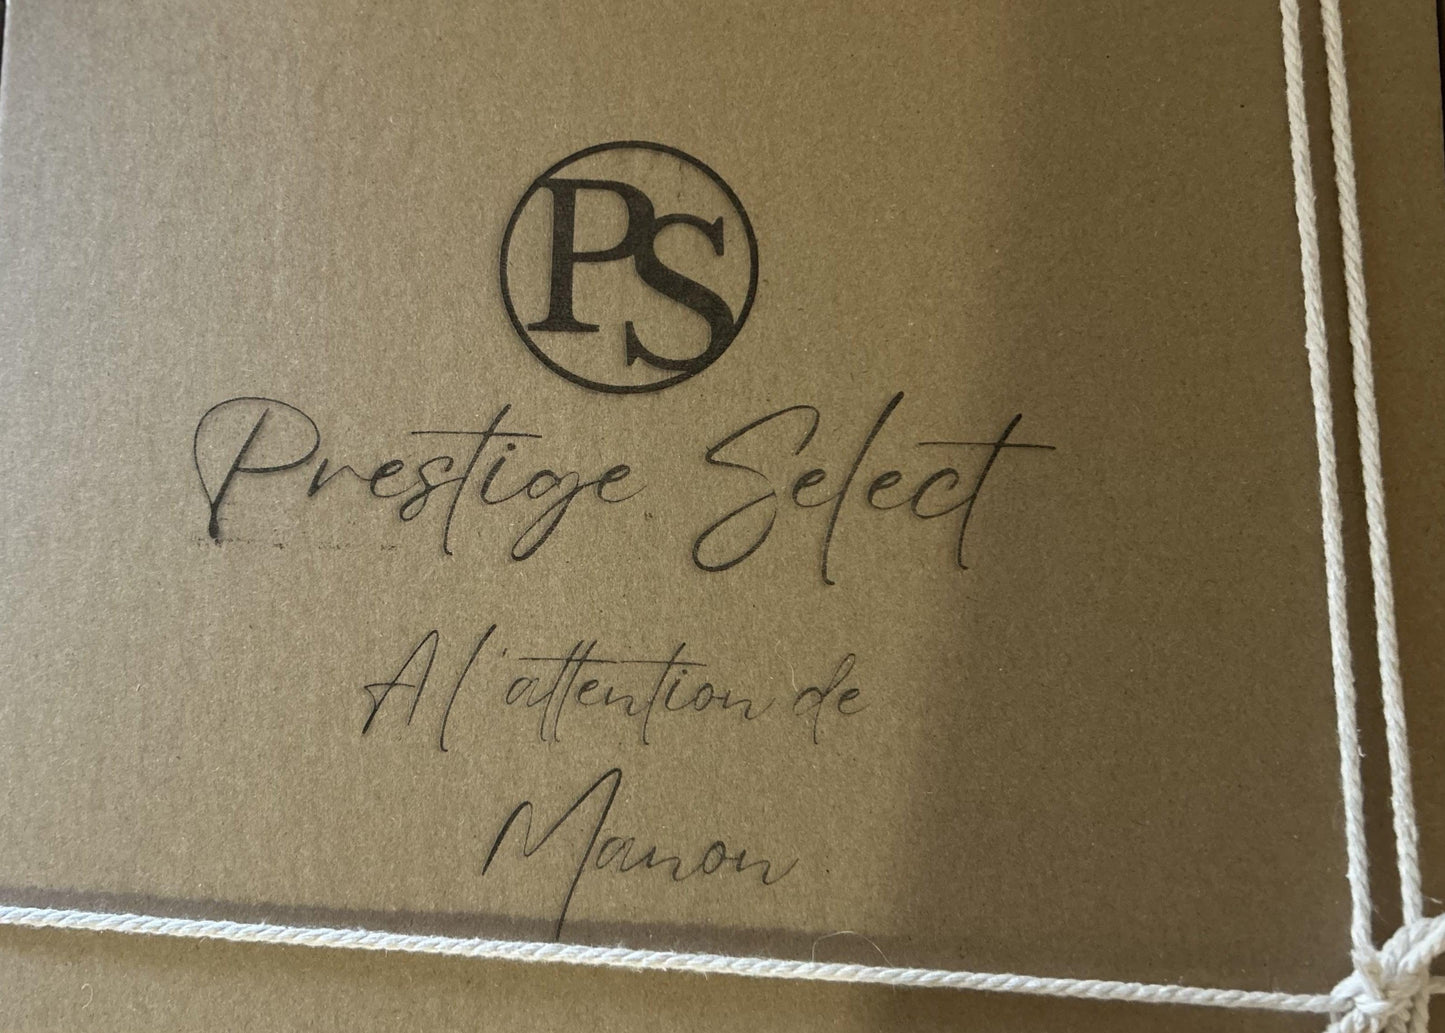 PS
Prestige Select
A l'attention de
Manon